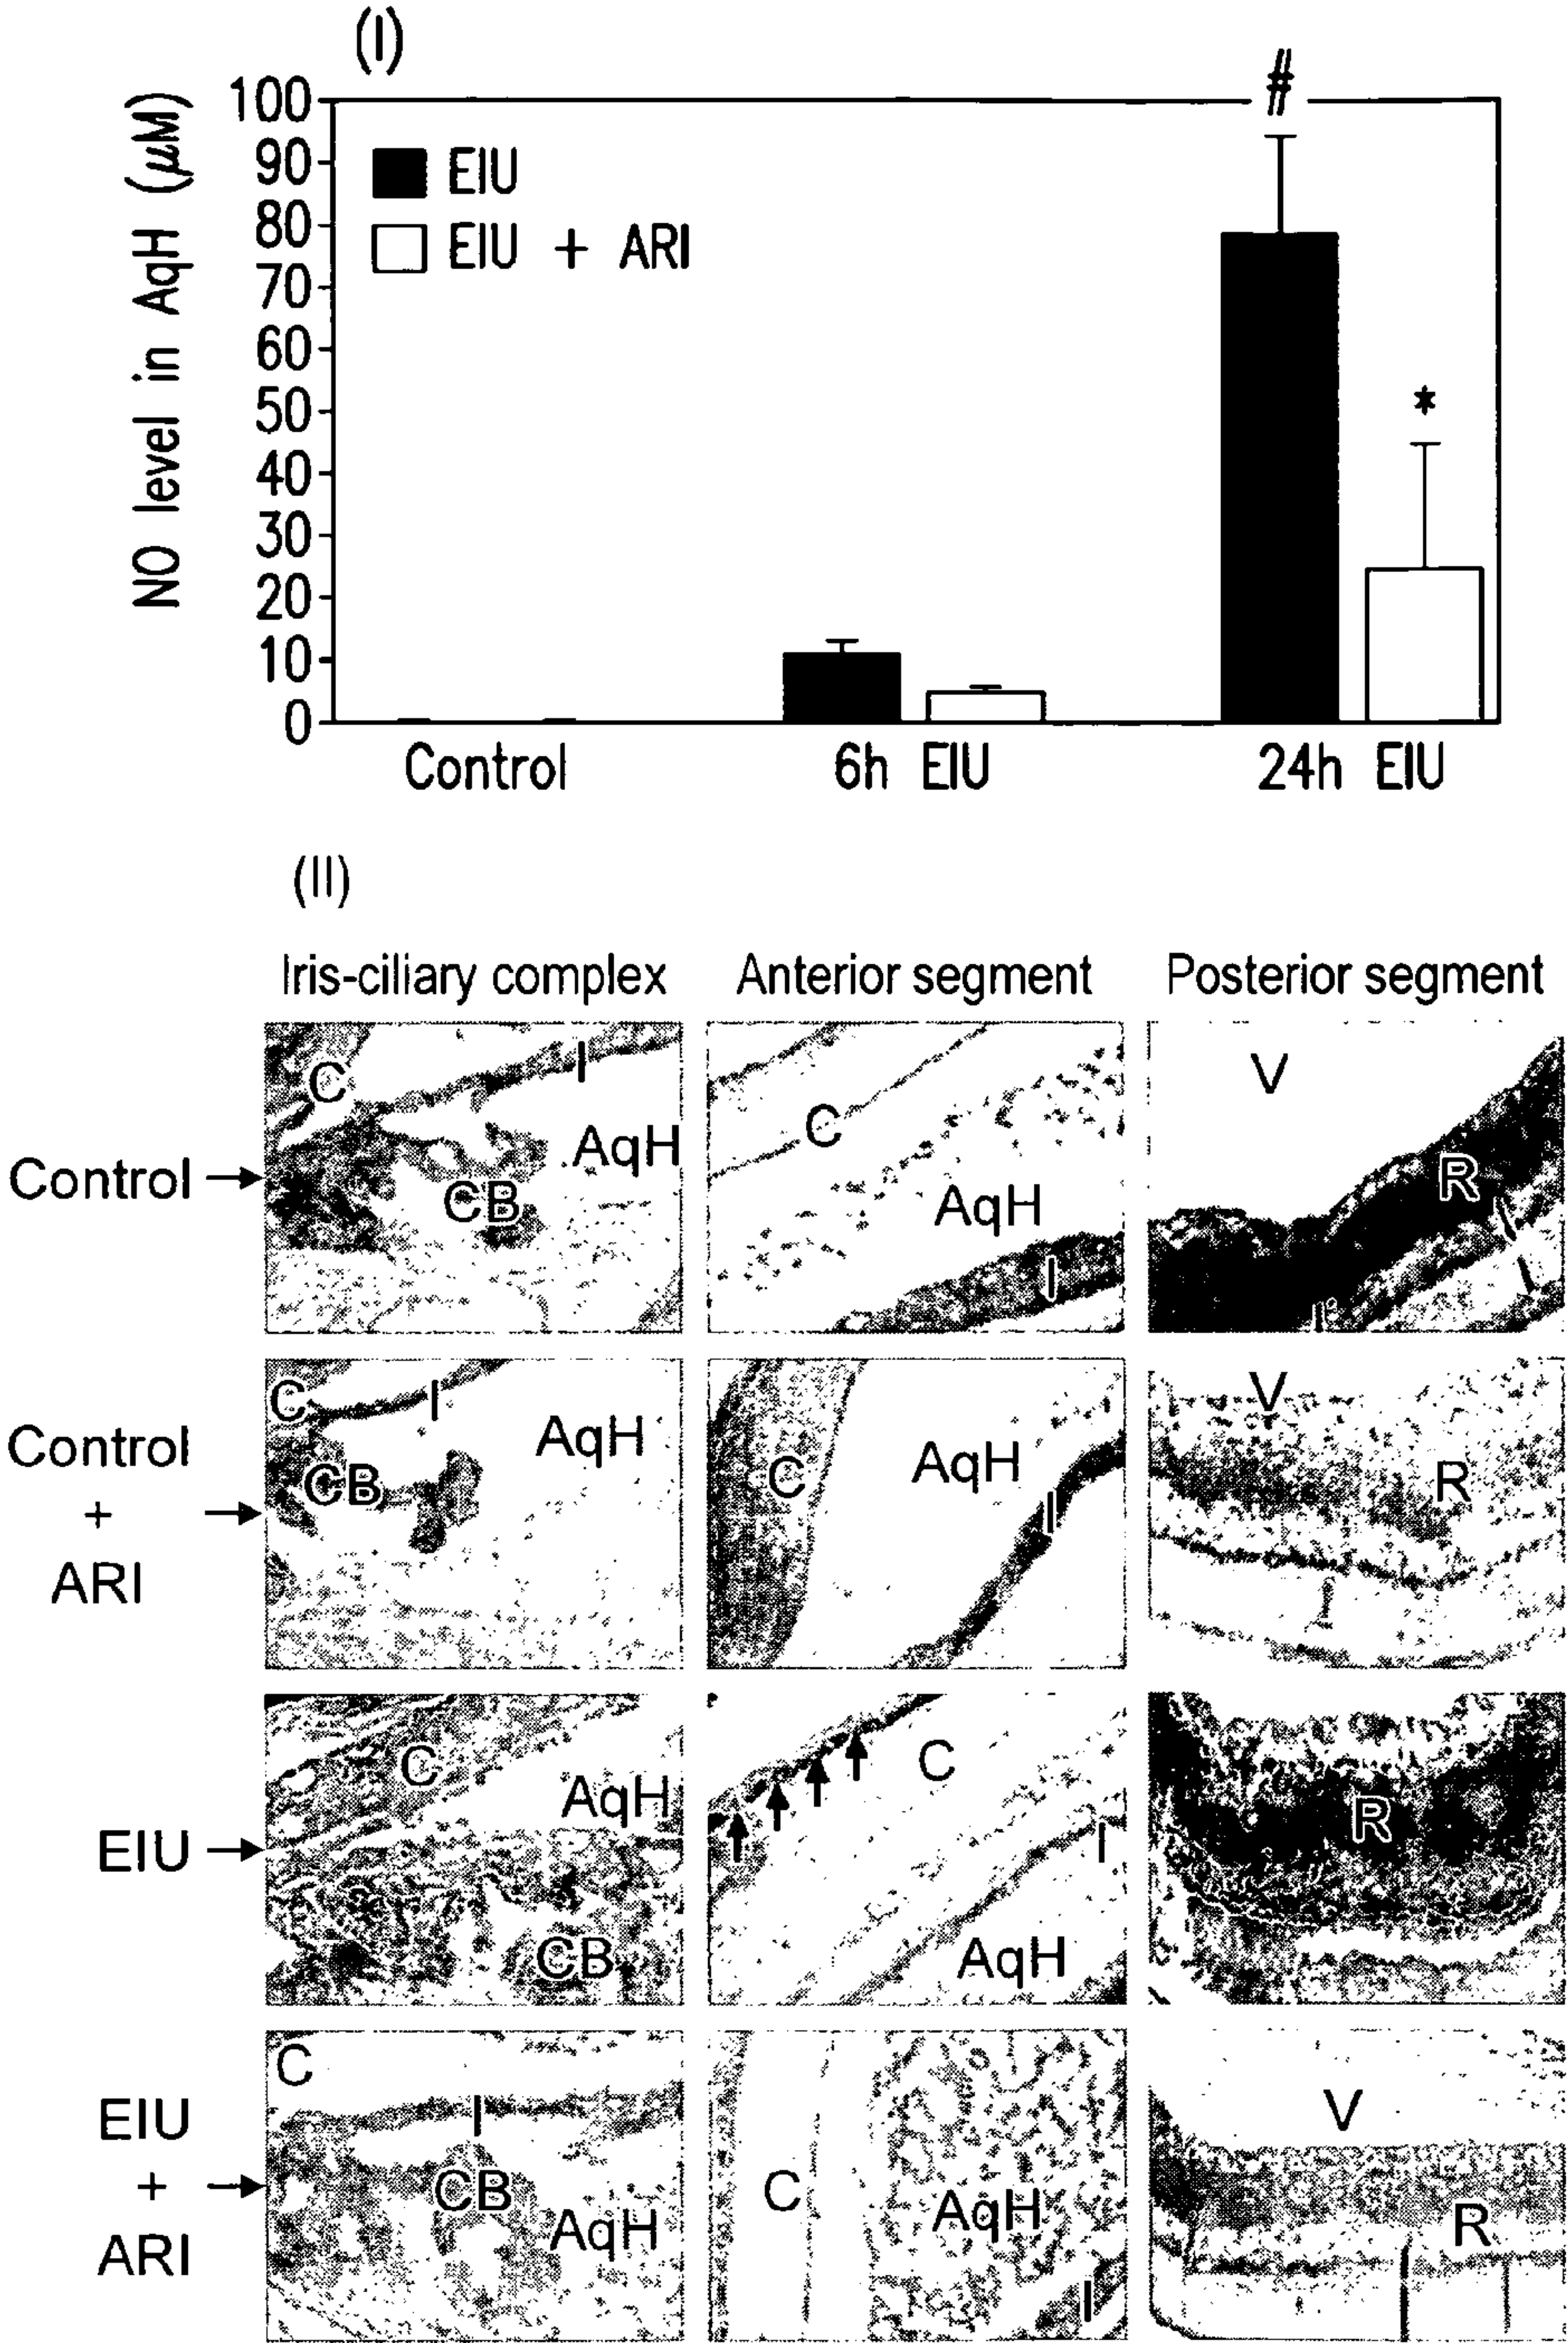 (I)
NO level in AqH (μM)
100
90
80
70
60
50
40
30
20
10
0
EIU
EIU + ARI
#
*
Control
6h EIU
24h EIU
(II)
Iris-ciliary complex
Anterior segment
Posterior segment
Control
C
I
AqH
CB
C
AqH
I
V
R
Control
+
ARI
C
I
AqH
CB
C
AqH
I
V
R
EIU
C
AqH
CB
C
I
AqH
R
EIU
+
ARI
C
I
CB
AqH
C
AqH
I
V
R